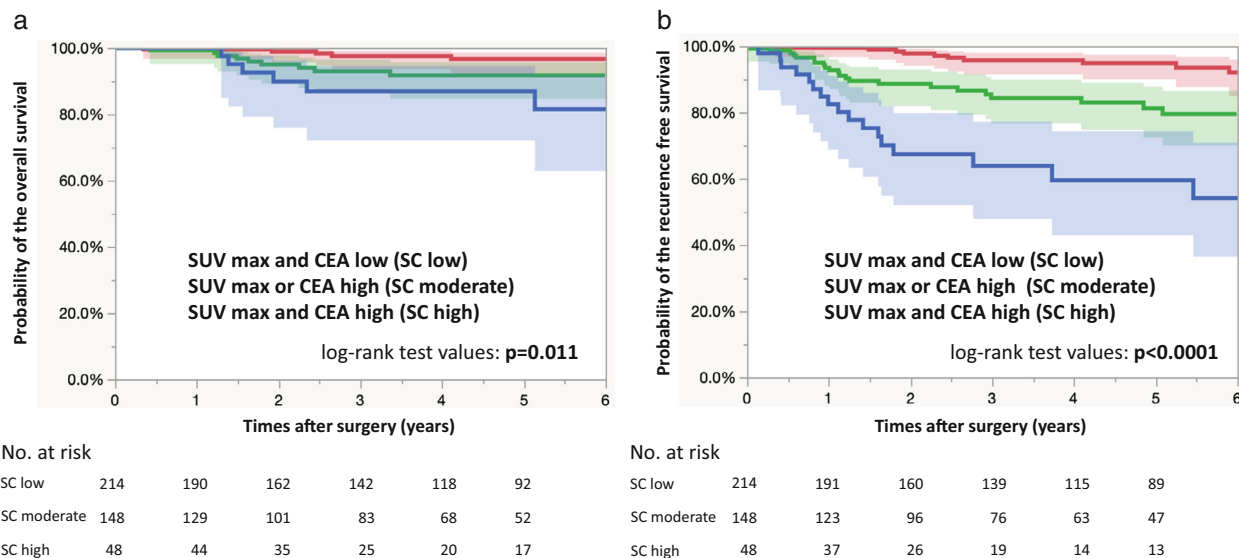 a
Probability of the overall survival
100.0%
80.0%
60.0%
40.0%
20.0%
0.0%
SUV max and CEA low (SC low)
SUV max or CEA high (SC moderate)
SUV max and CEA high (SC high)
log-rank test values: p=0.011
0 1 2 3 4 5 6
Times after surgery (years)
No. at risk
SC low 214 190 162 142 118 92
SC moderate 148 129 101 83 68 52
SC high 48 44 35 25 20 17
b
Probability of the recurence free survival
100.0%
80.0%
60.0%
40.0%
20.0%
0.0%
SUV max and CEA low (SC low)
SUV max or CEA high (SC moderate)
SUV max and CEA high (SC high)
log-rank test values: p<0.0001
0 1 2 3 4 5 6
Times after surgery (years)
No. at risk
SC low 214 191 160 139 115 89
SC moderate 148 123 96 76 63 47
SC high 48 37 26 19 14 13